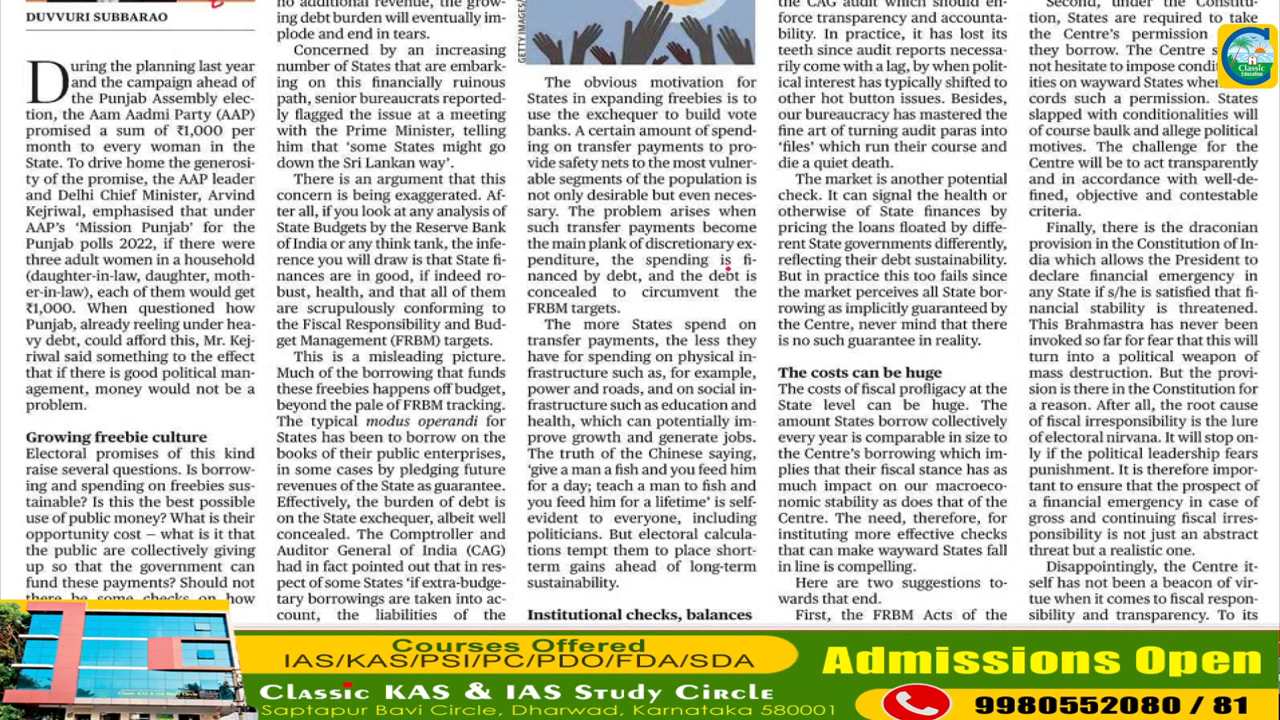 DUVVURI SUBBARAO
During the planning last year
and the campaign ahead of
the Punjab Assembly elec-
tion, the Aam Aadmi Party (AAP)
promised a sum of ₹1,000 per
month to every woman in the
State. To drive home the generosi-
ty of the promise, the AAP leader
and Delhi Chief Minister, Arvind
Kejriwal, emphasised that under
AAP's 'Mission Punjab' for the
Punjab polls 2022, if there were
three adult women in a household
(daughter-in-law, daughter, moth-
er-in-law), each of them would get
₹1,000. When questioned how
Punjab, already reeling under hea-
vy debt, could afford this, Mr. Kej-
riwal said something to the effect
that if there is good political man-
agement, money would not be a
problem.
Growing freebie culture
Electoral promises of this kind
raise several questions. Is borrow-
ing and spending on freebies sus-
tainable? Is this the best possible
use of public money? What is their
opportunity cost – what is it that
the public are collectively giving
up so that the government can
fund these payments? Should not
there be some checks on how
no additional revenue, the grow-
ing debt burden will eventually im-
plode and end in tears.
Concerned by an increasing
number of States that are embark-
ing on this financially ruinous
path, senior bureaucrats reported-
ly flagged the issue at a meeting
with the Prime Minister, telling
him that 'some States might go
down the Sri Lankan way'.
There is an argument that this
concern is being exaggerated. Af-
ter all, if you look at any analysis of
State Budgets by the Reserve Bank
of India or any think tank, the infe-
rence you will draw is that State fi-
nances are in good, if indeed ro-
bust, health, and that all of them
are scrupulously conforming to
the Fiscal Responsibility and Bud-
get Management (FRBM) targets.
This is a misleading picture.
Much of the borrowing that funds
these freebies happens off budget,
beyond the pale of FRBM tracking.
The typical modus operandi for
States has been to borrow on the
books of their public enterprises,
in some cases by pledging future
revenues of the State as guarantee.
Effectively, the burden of debt is
on the State exchequer, albeit well
concealed. The Comptroller and
Auditor General of India (CAG)
had in fact pointed out that in res-
pect of some States 'if extra-budge-
tary borrowings are taken into ac-
count, the liabilities of the
GETTY IMAGES
The obvious motivation for
States in expanding freebies is to
use the exchequer to build vote
banks. A certain amount of spend-
ing on transfer payments to pro-
vide safety nets to the most vulner-
able segments of the population is
not only desirable but even neces-
sary. The problem arises when
such transfer payments become
the main plank of discretionary ex-
penditure, the spending is fi-
nanced by debt, and the debt is
concealed to circumvent the
FRBM targets.
The more States spend on
transfer payments, the less they
have for spending on physical in-
frastructure such as, for example,
power and roads, and on social in-
frastructure such as education and
health, which can potentially im-
prove growth and generate jobs.
The truth of the Chinese saying,
'give a man a fish and you feed him
for a day; teach a man to fish and
you feed him for a lifetime' is self-
evident to everyone, including
politicians. But electoral calcula-
tions tempt them to place short-
term gains ahead of long-term
sustainability.
Institutional checks, balances
the CAG audit which should en-
force transparency and accounta-
bility. In practice, it has lost its
teeth since audit reports necessa-
rily come with a lag, by when polit-
ical interest has typically shifted to
other hot button issues. Besides,
our bureaucracy has mastered the
fine art of turning audit paras into
'files' which run their course and
die a quiet death.
The market is another potential
check. It can signal the health or
otherwise of State finances by
pricing the loans floated by diffe-
rent State governments differently,
reflecting their debt sustainability.
But in practice this too fails since
the market perceives all State bor-
rowing as implicitly guaranteed by
the Centre, never mind that there
is no such guarantee in reality.
The costs can be huge
The costs of fiscal profligacy at the
State level can be huge. The
amount States borrow collectively
every year is comparable in size to
the Centre's borrowing which im-
plies that their fiscal stance has as
much impact on our macroeco-
nomic stability as does that of the
Centre. The need, therefore, for
instituting more effective checks
that can make wayward States fall
in line is compelling.
Here are two suggestions to-
wards that end.
First, the FRBM Acts of the
Second, under the Constitu-
tion, States are required to take
the Centre's permission
they borrow. The Centre s
not hesitate to impose condit
ities on wayward States whe
cords such a permission. States
slapped with conditionalities will
of course baulk and allege political
motives. The challenge for the
Centre will be to act transparently
and in accordance with well-de-
fined, objective and contestable
criteria.
Finally, there is the draconian
provision in the Constitution of In-
dia which allows the President to
declare financial emergency in
any State if s/he is satisfied that fi-
nancial stability is threatened.
This Brahmastra has never been
invoked so far for fear that this will
turn into a political weapon of
mass destruction. But the provi-
sion is there in the Constitution for
a reason. After all, the root cause
of fiscal irresponsibility is the lure
of electoral nirvana. It will stop on-
ly if the political leadership fears
punishment. It is therefore impor-
tant to ensure that the prospect of
a financial emergency in case of
gross and continuing fiscal irres-
ponsibility is not just an abstract
threat but a realistic one.
Disappointingly, the Centre it-
self has not been a beacon of vir-
tue when it comes to fiscal respon-
sibility and transparency. To its
Classic
Education
Courses Offered
IAS/KAS/PSI/PC/PDO/FDA/SDA
Classic KAS & IAS Study Circle
Saptapur Bavi Circle, Dharwad, Karnataka 580001
Admissions Open
9980552080 / 81